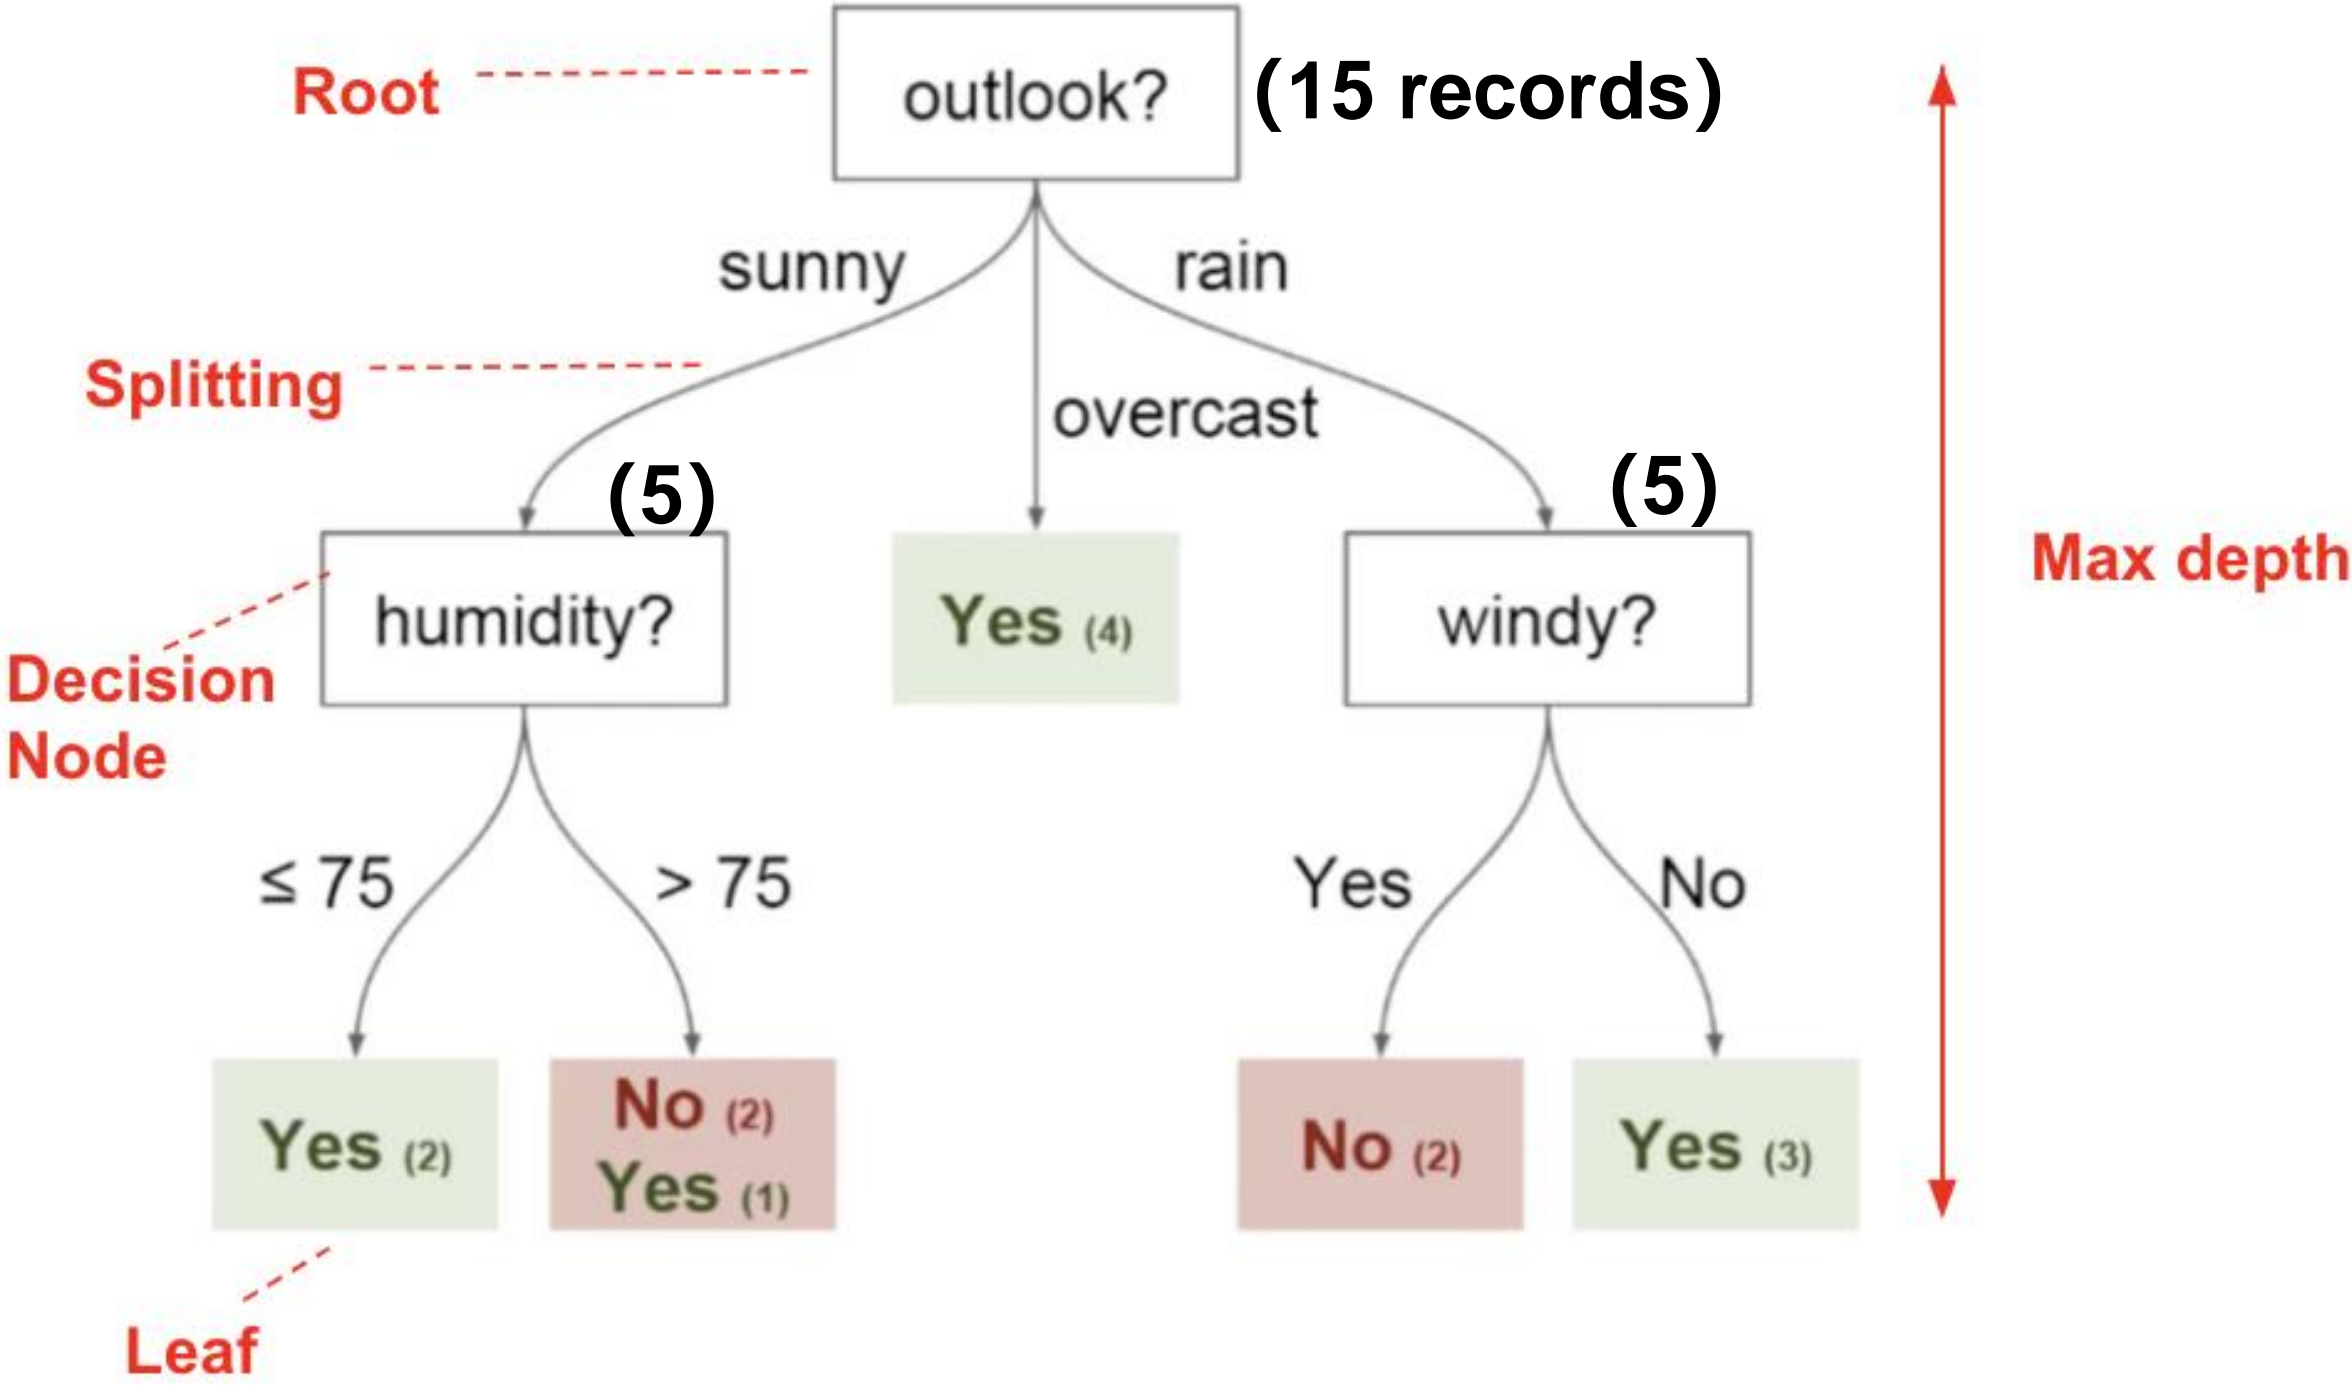 Root
outlook?
(15 records)
sunny
rain
Splitting
overcast
(5)
(5)
humidity?
Yes (4)
windy?
Max depth
Decision
Node
≤ 75
> 75
Yes
No
Yes (2)
No (2)
Yes (1)
No (2)
Yes (3)
Leaf